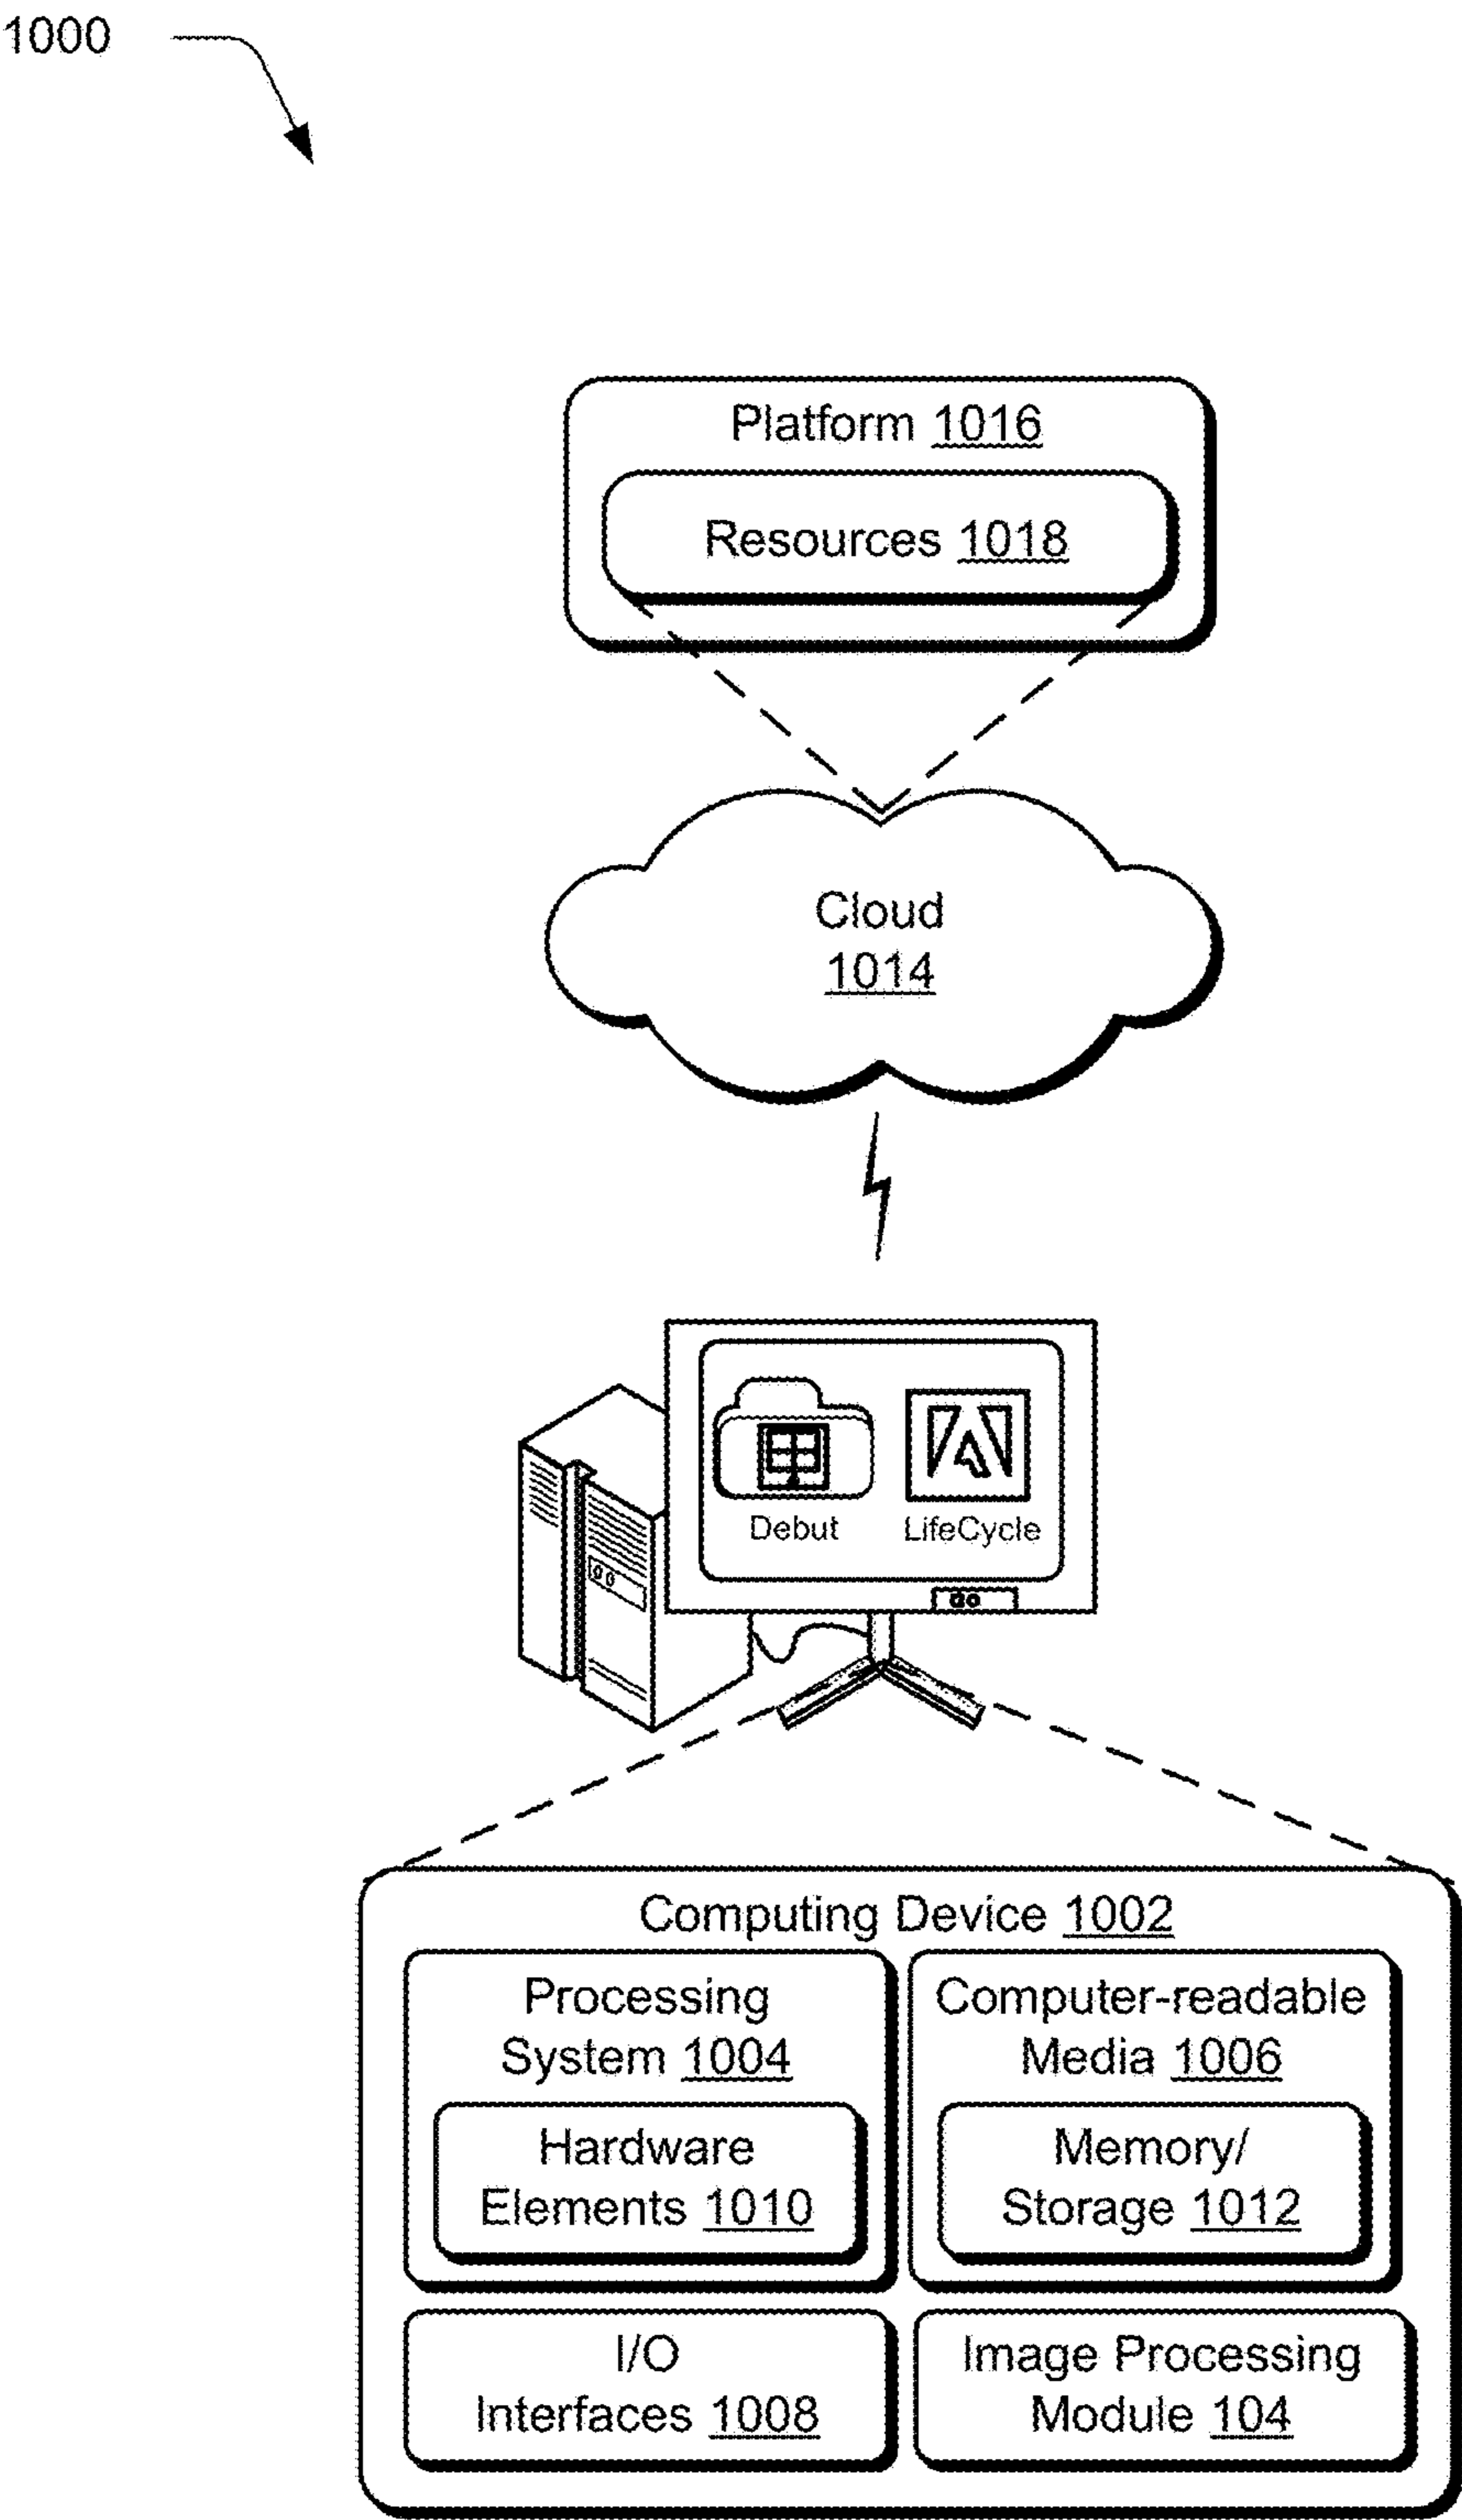 1000
Platform 1016
Resources 1018
Cloud
1014
Debut
LifeCycle
Computing Device 1002
Processing
System 1004
Hardware
Elements 1010
Computer-readable
Media 1006
Memory/
Storage 1012
I/O
Interfaces 1008
Image Processing
Module 104